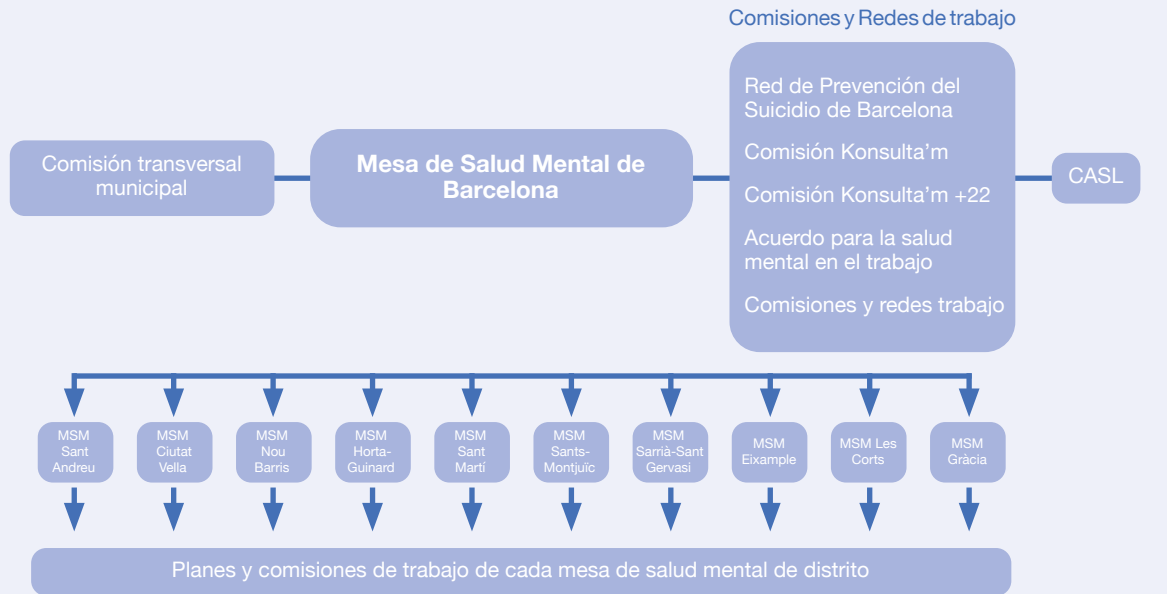 Comisiones y Redes de trabajo
Comisión transversal
municipal
Mesa de Salud Mental de
Barcelona
Red de Prevención del
Suicidio de Barcelona
Comisión Konsulta’m
Comisión Konsulta’m +22
Acuerdo para la salud
mental en el trabajo
Comisiones y redes trabajo
CASL
MSM
Sant
Andreu
MSM
Ciutat
Vella
MSM
Nou
Barris
MSM
Horta-
Guinard
MSM
Sant
Martí
MSM
Sants-
Montjuïc
MSM
Sarrià-Sant
Gervasi
MSM
Eixample
MSM Les
Corts
MSM
Gràcia
Planes y comisiones de trabajo de cada mesa de salud mental de distrito